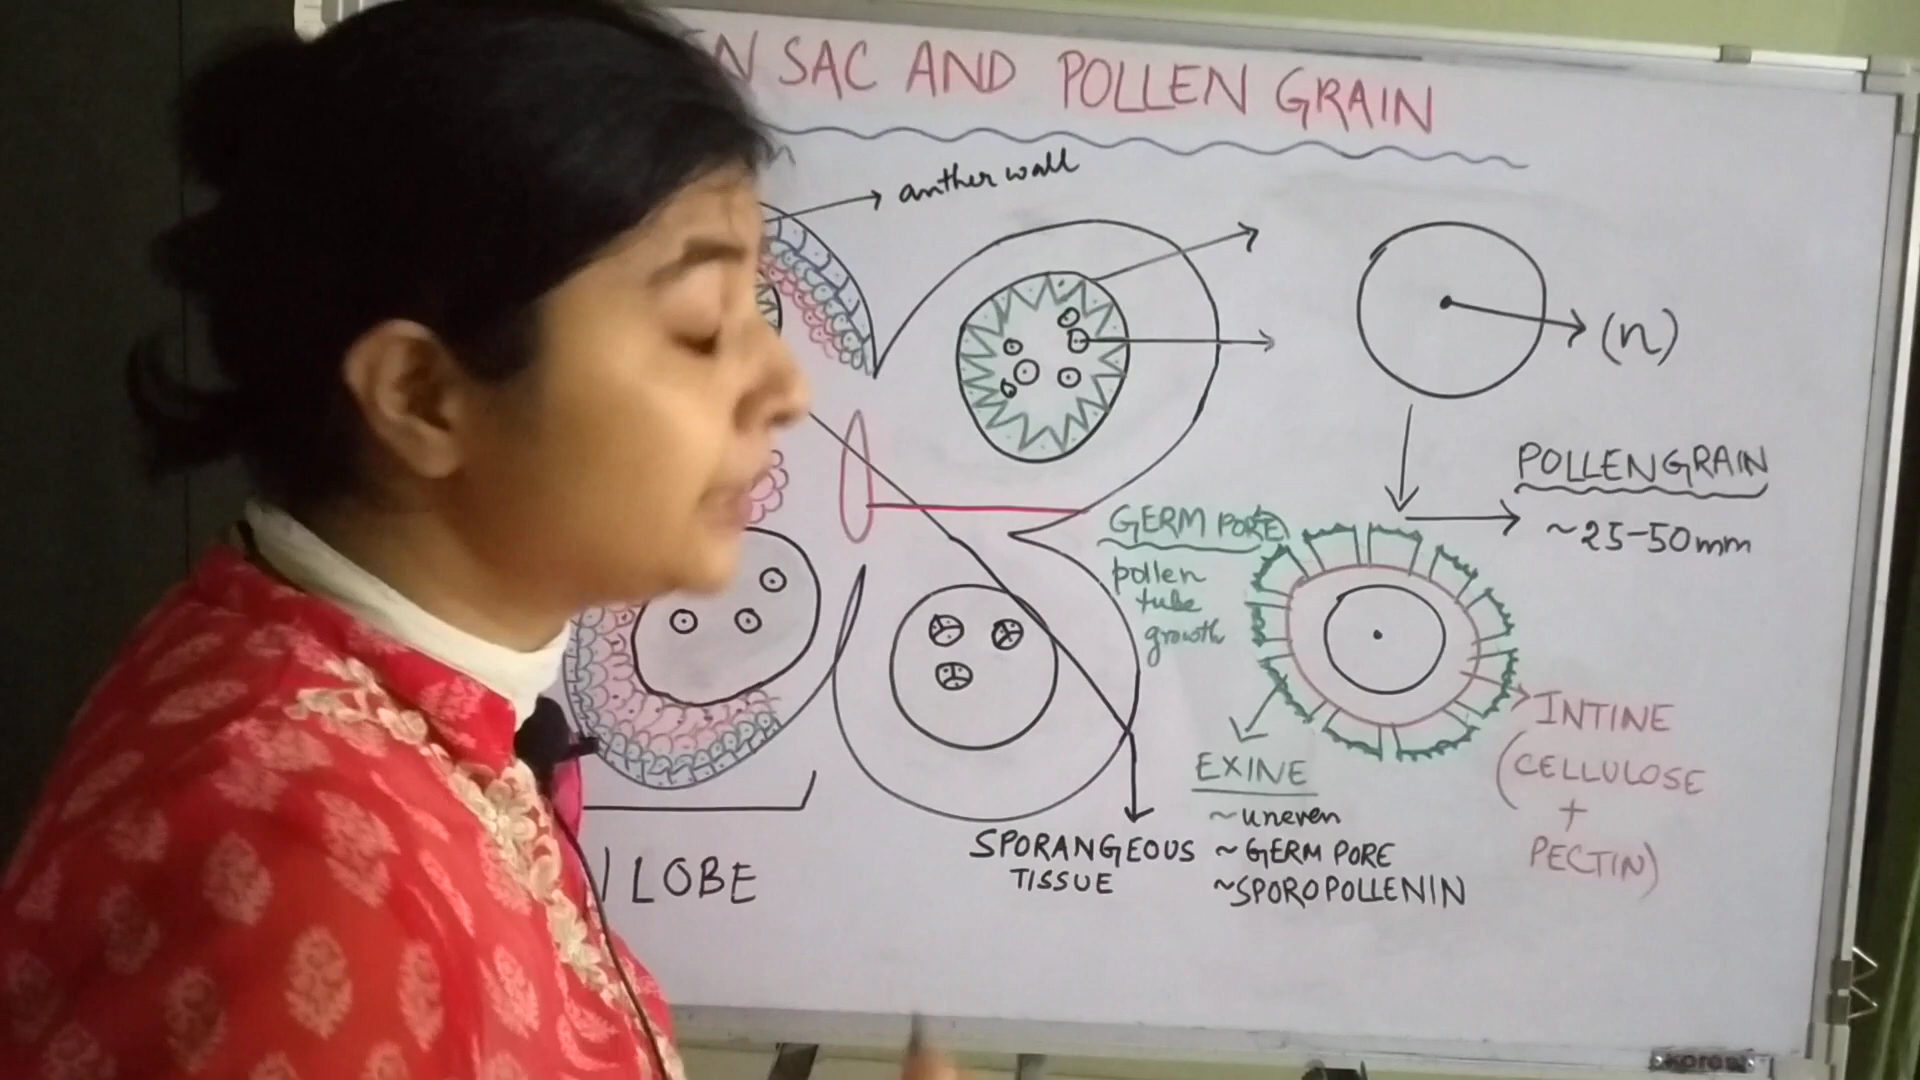 N SAC AND POLLEN GRAIN
anther wall
(n)
POLLENGRAIN
~25-50mm
GERM PORE
pollen
tube
growth
INTINE
(CELLULOSE
+
PECTIN)
EXINE
~uneven
~GERM PORE
~SPOROPOLLENIN
SPORANGEOUS
TISSUE
LOBE